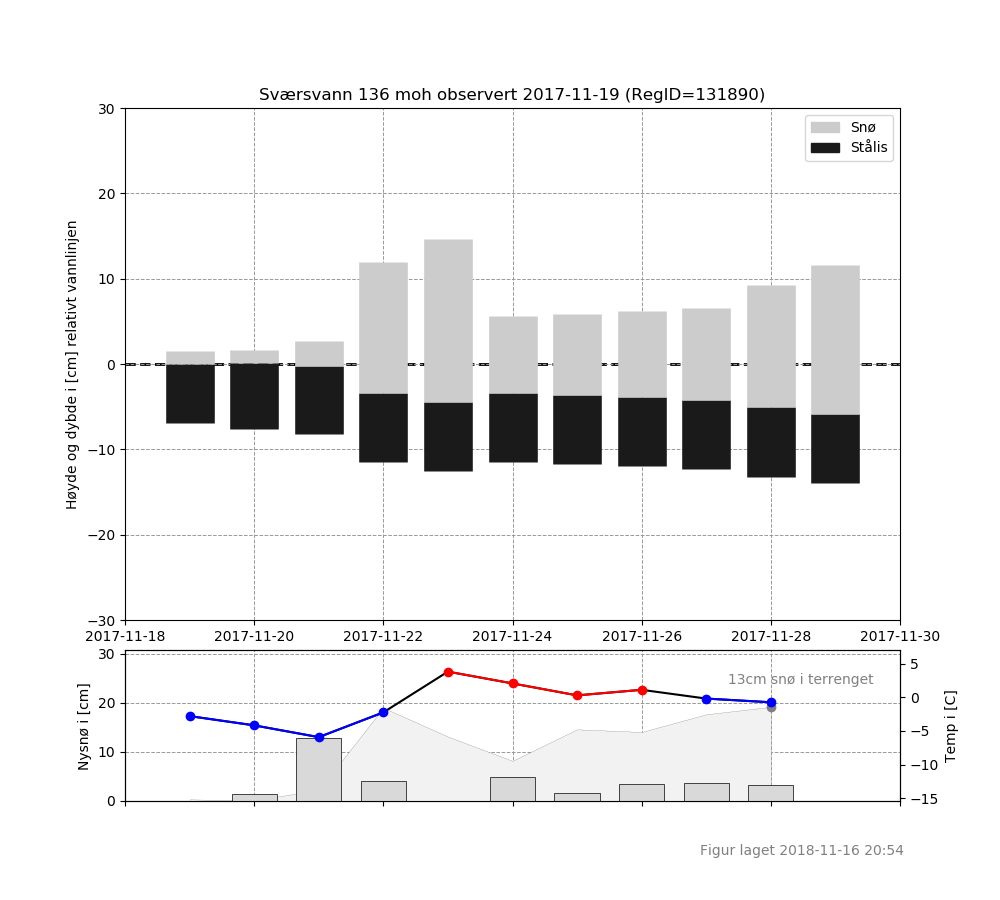 Sværsvann 136 moh observert 2017-11-19 (RegID=131890)
Snø
Stålis
Høyde og dybde i [cm] relativt vannlinjen
30
20
10
0
−10
−20
−30
2017-11-18 2017-11-20 2017-11-22 2017-11-24 2017-11-26 2017-11-28 2017-11-30
Nysnø i [cm]
30
20
10
0
13cm snø i terrenget
5
0
−5
−10
−15
Temp i [C]
Figur laget 2018-11-16 20:54